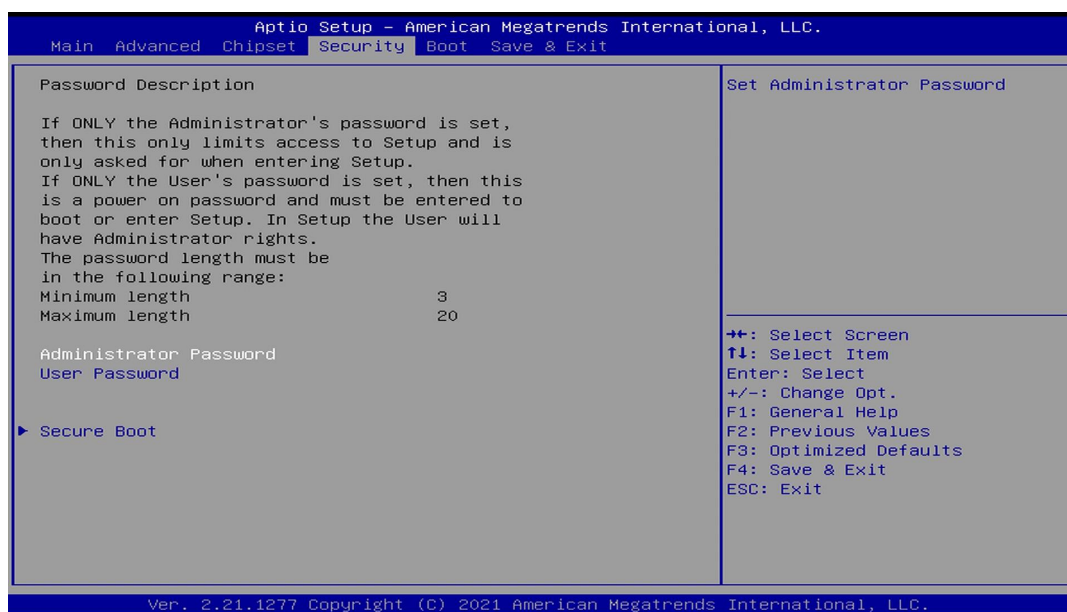 Aptio Setup – American Megatrends International, LLC.
Main Advanced Chipset Security Boot Save & Exit
Password Description
If ONLY the Administrator's password is set,
then this only limits access to Setup and is
only asked for when entering Setup.
If ONLY the User's password is set, then this
is a power on password and must be entered to
boot or enter Setup. In Setup the User will
have Administrator rights.
The password length must be
in the following range:
Minimum length 3
Maximum length 20
Administrator Password
User Password
▶ Secure Boot
Set Administrator Password
→←: Select Screen
↑↓: Select Item
Enter: Select
+/-: Change Opt.
F1: General Help
F2: Previous Values
F3: Optimized Defaults
F4: Save & Exit
ESC: Exit
Ver. 2.21.1277 Copyright (C) 2021 American Megatrends International, LLC.